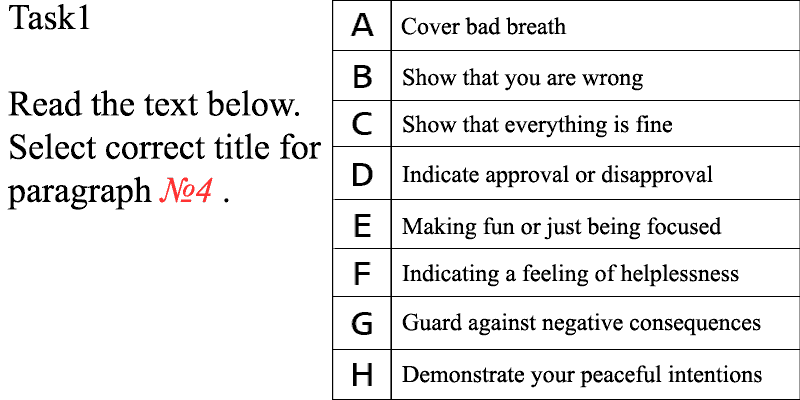 Task1
Read the text below.
Select correct title for
paragraph №4 .
A Cover bad breath
B Show that you are wrong
C Show that everything is fine
D Indicate approval or disapproval
E Making fun or just being focused
F Indicating a feeling of helplessness
G Guard against negative consequences
H Demonstrate your peaceful intentions